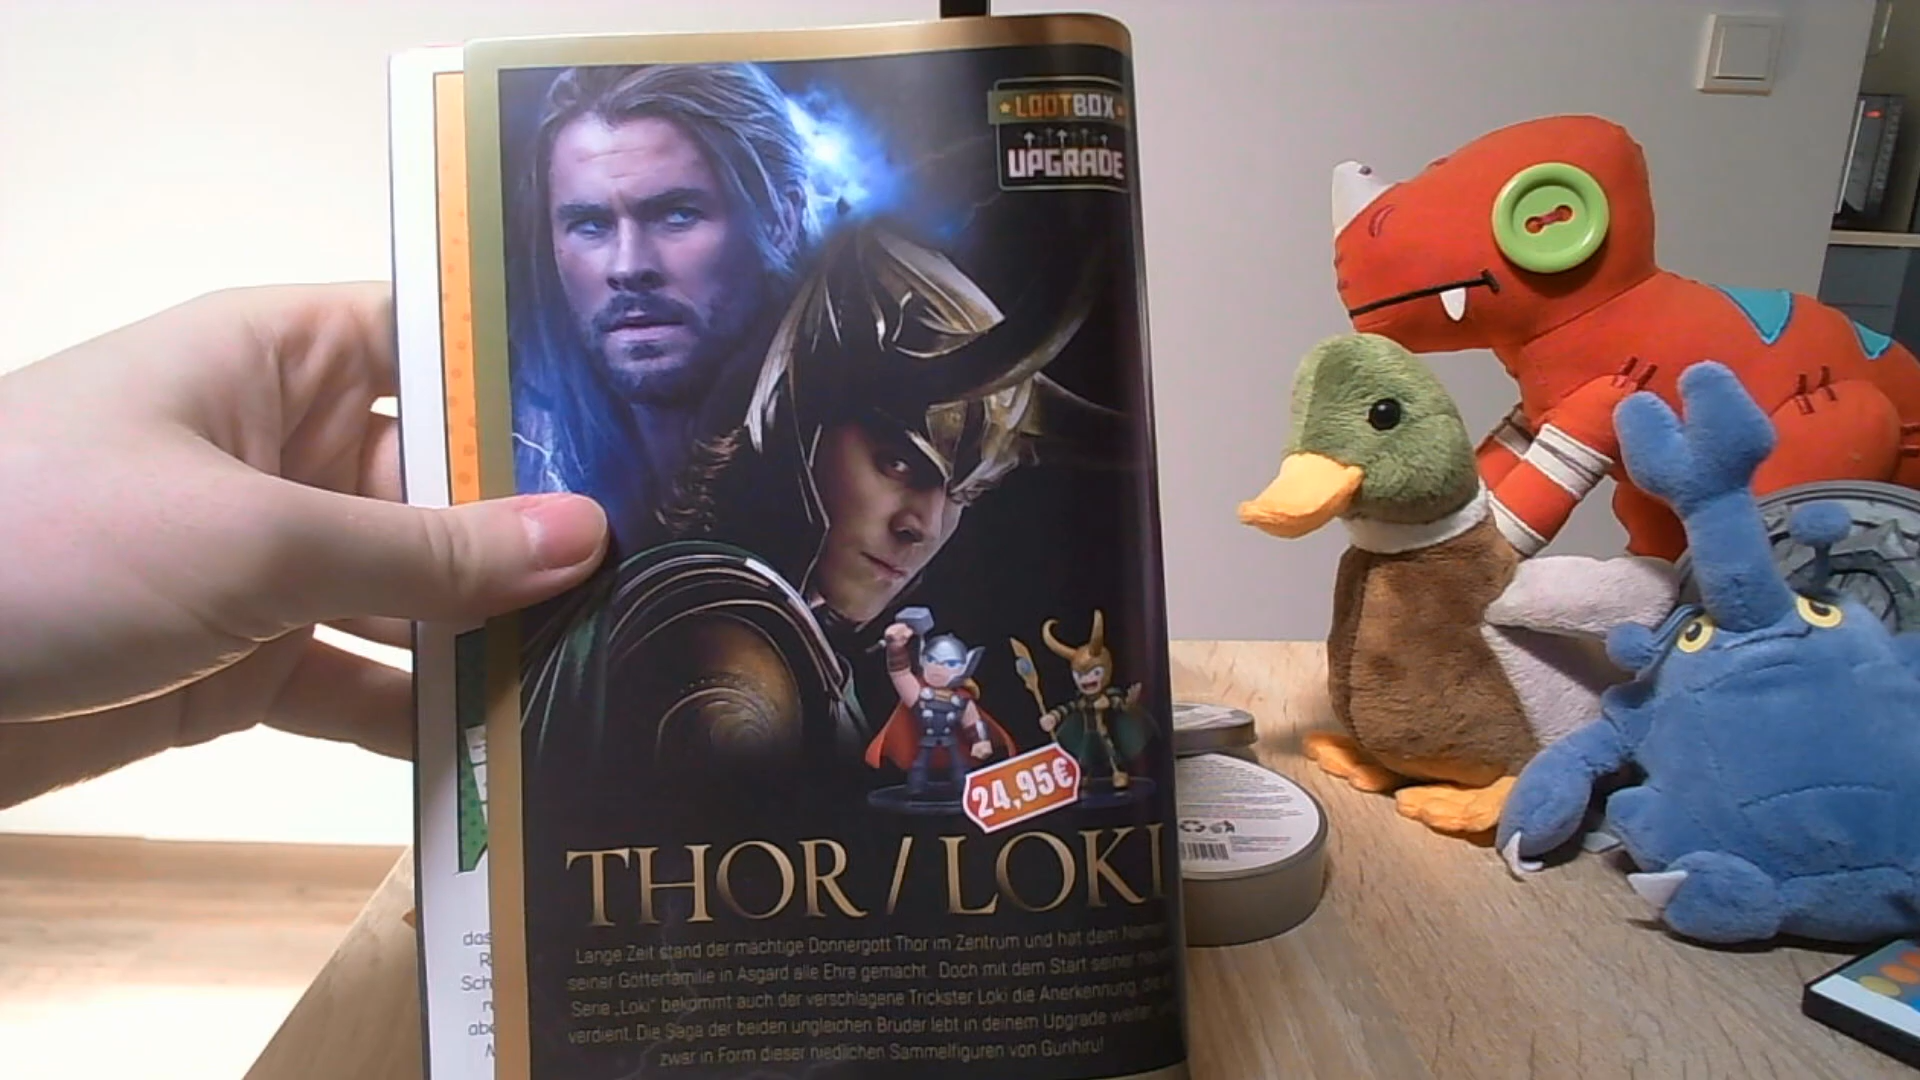 LOOTBOX
UPGRADE
24,95€
THOR / LOKI
Lange Zeit stand der mächtige Donnergott Thor im Zentrum und hat dem Namen
seiner Götterfamilie in Asgard alle Ehre gemacht. Doch mit dem Start seiner
Serie „Loki" bekommt auch der verschlagene Trickster Loki die Anerkennung, die
verdient. Die Saga der beiden ungleichen Brüder lebt in deinem Upgrade weiter,
zwar in Form dieser niedlichen Sammelfiguren von Gurihiru!
das
Sch